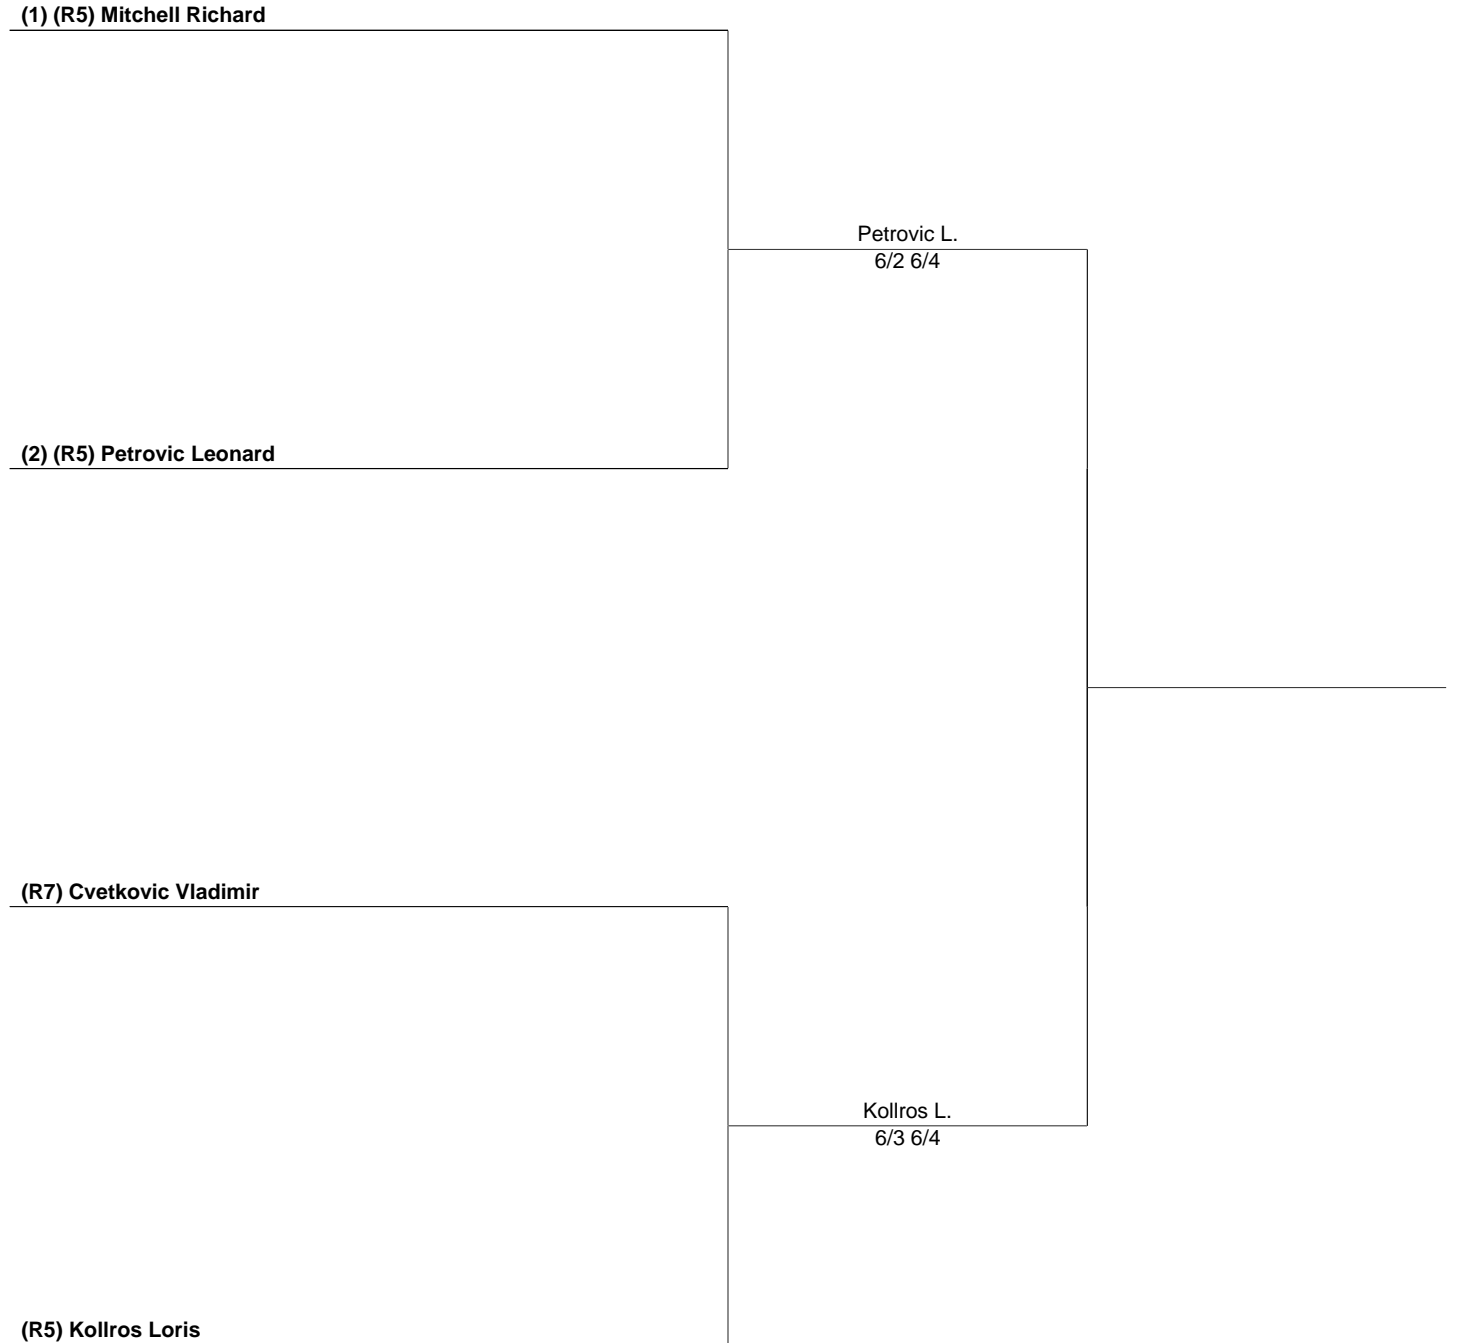 (1) (R5) Mitchell Richard
Petrovic L.
6/2 6/4
(2) (R5) Petrovic Leonard
(R7) Cvetkovic Vladimir
Kollros L.
6/3 6/4
(R5) Kollros Loris